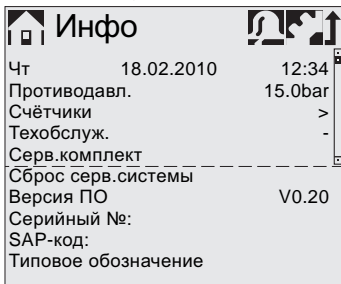 Инфо
Чт 18.02.2010 12:34
Противодавл. 15.0bar
Счётчики >
Техобслуж. -
Серв.комплект
Сброс серв.системы
Версия ПО V0.20
Серийный №:
SAP-код:
Типовое обозначение